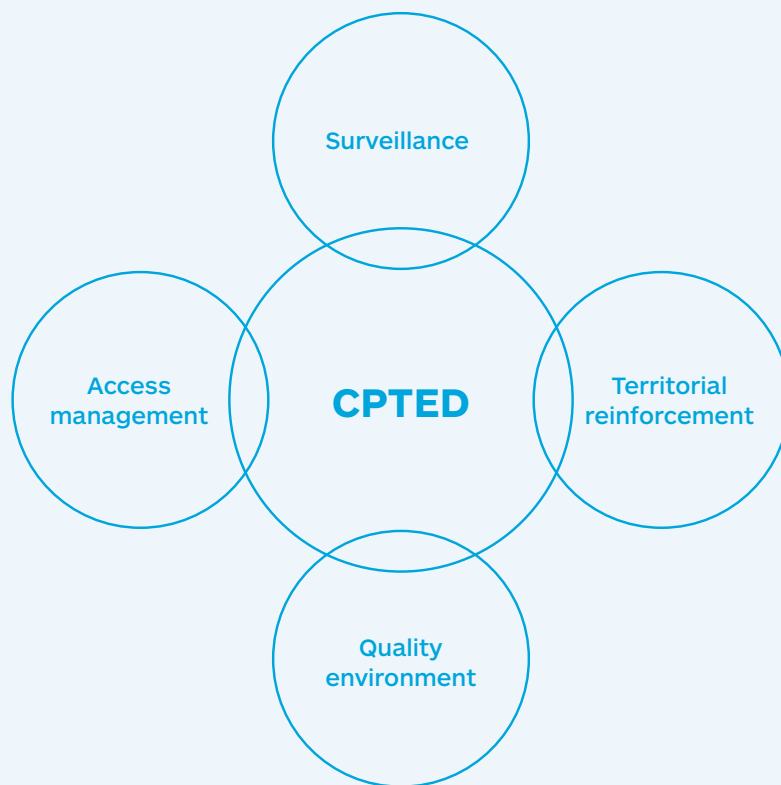 Surveillance
Access
management
CPTED
Territorial
reinforcement
Quality
environment